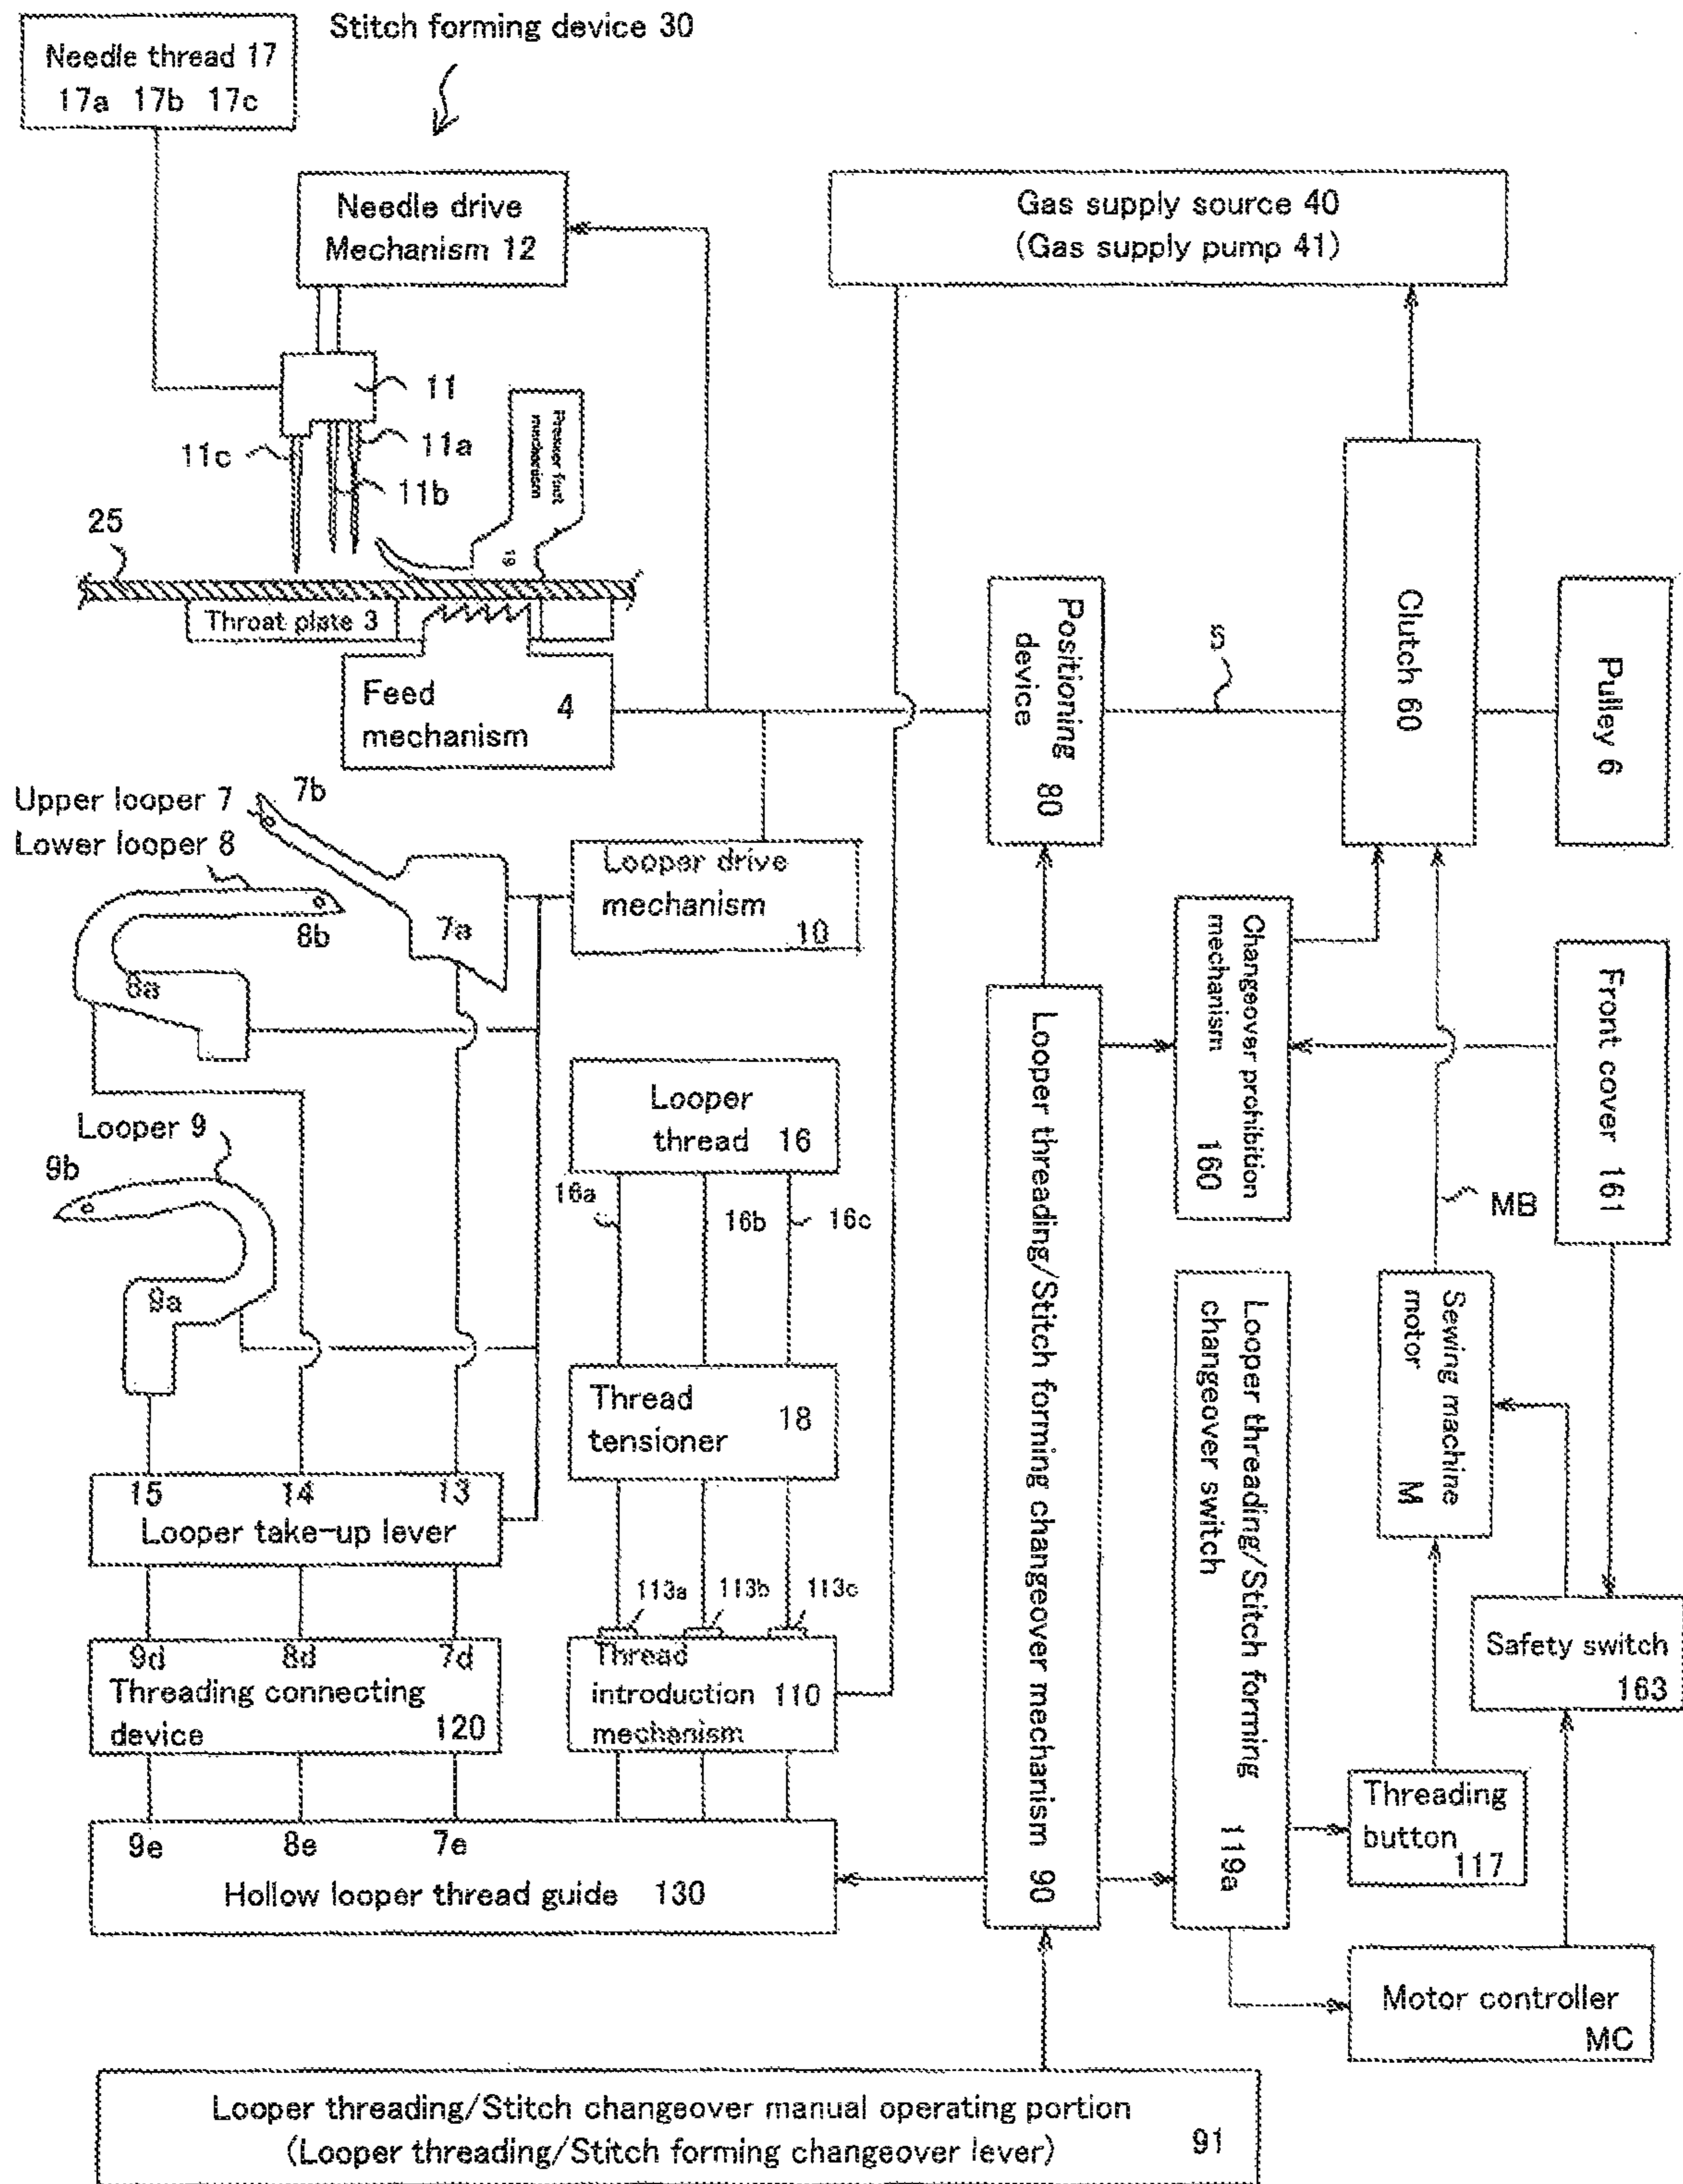 Stitch forming device 30
Needle thread 17
17a 17b 17c
Needle drive
Mechanism 12
Gas supply source 40
(Gas supply pump 41)
11
11c
11a
11b
Presser foot
mechanism
19
25
Throat plate 3
Feed
mechanism
4
Positioning
device
80
5
Clutch 60
Pulley 6
Upper looper 7
7b
Lower looper 8
8b
7a
8a
Looper drive
mechanism
10
Changeover prohibition
mechanism
160
Front cover 161
Looper 9
9b
9a
Looper
thread 16
16a
16b
16c
MB
Thread
tensioner
18
Looper threading/Stitch forming changeover mechanism 90
Looper threading/Stitch forming
changeover switch
119a
Sewing machine
motor M
15 14 13
Looper take-up lever
113a
113b
113c
9d 8d 7d
Threading connecting
device
120
Thread
introduction 110
mechanism
Safety switch
163
Threading
button
117
9e 8e 7e
Hollow looper thread guide 130
Motor controller
MC
Looper threading/Stitch changeover manual operating portion
(Looper threading/Stitch forming changeover lever)
91